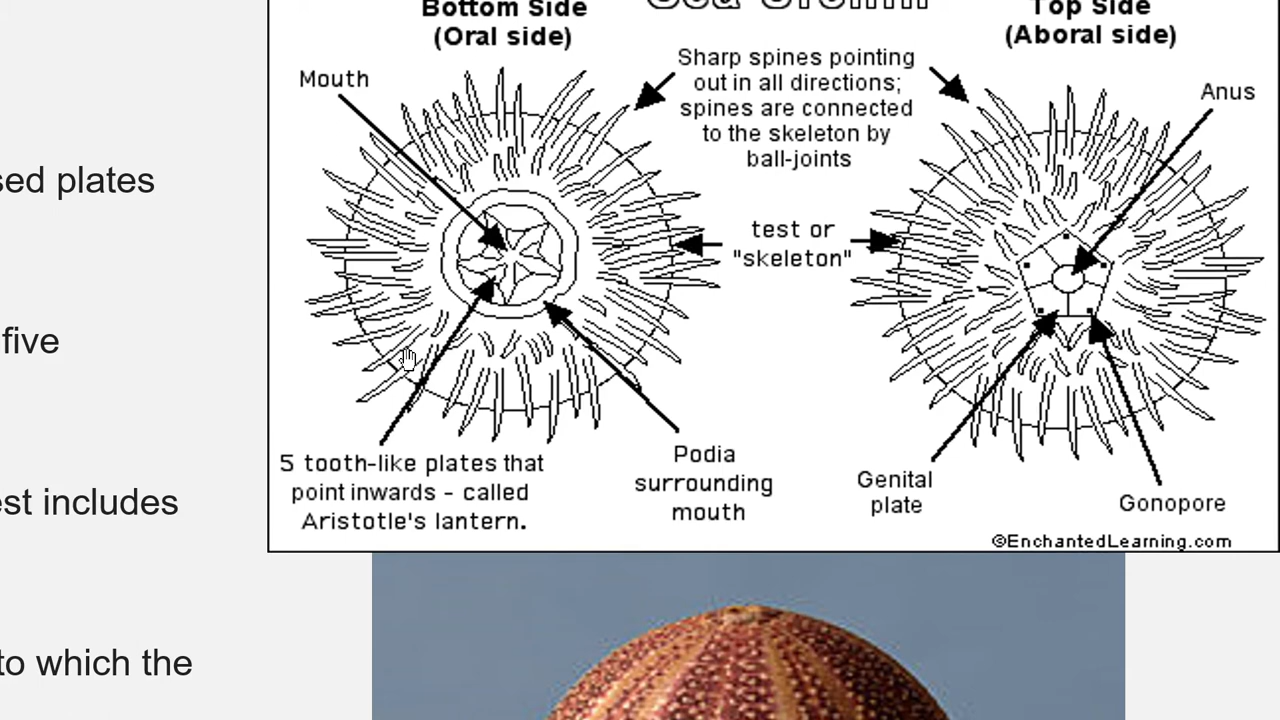 Bottom Side
(Oral side)
Sea Urchin
Top Side
(Aboral side)
Mouth
Sharp spines pointing
out in all directions;
spines are connected
to the skeleton by
ball-joints
Anus
sed plates
test or
"skeleton"
five
5 tooth-like plates that
point inwards - called
Aristotle's lantern.
Podia
surrounding
mouth
Genital
plate
Gonopore
est includes
©EnchantedLearning.com
to which the